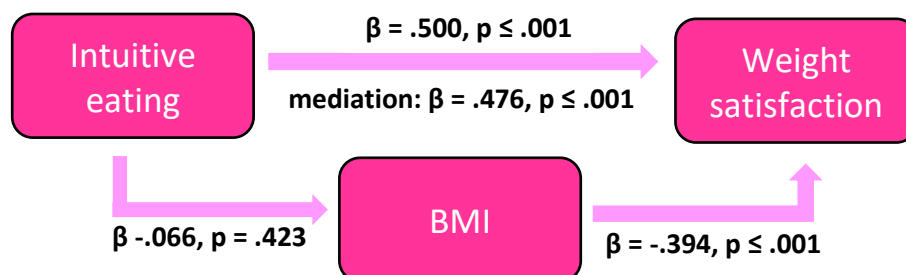 β = .500, p ≤ .001
Intuitive
eating
Weight
satisfaction
mediation: β = .476, p ≤ .001
BMI
β -.066, p = .423
β = -.394, p ≤ .001